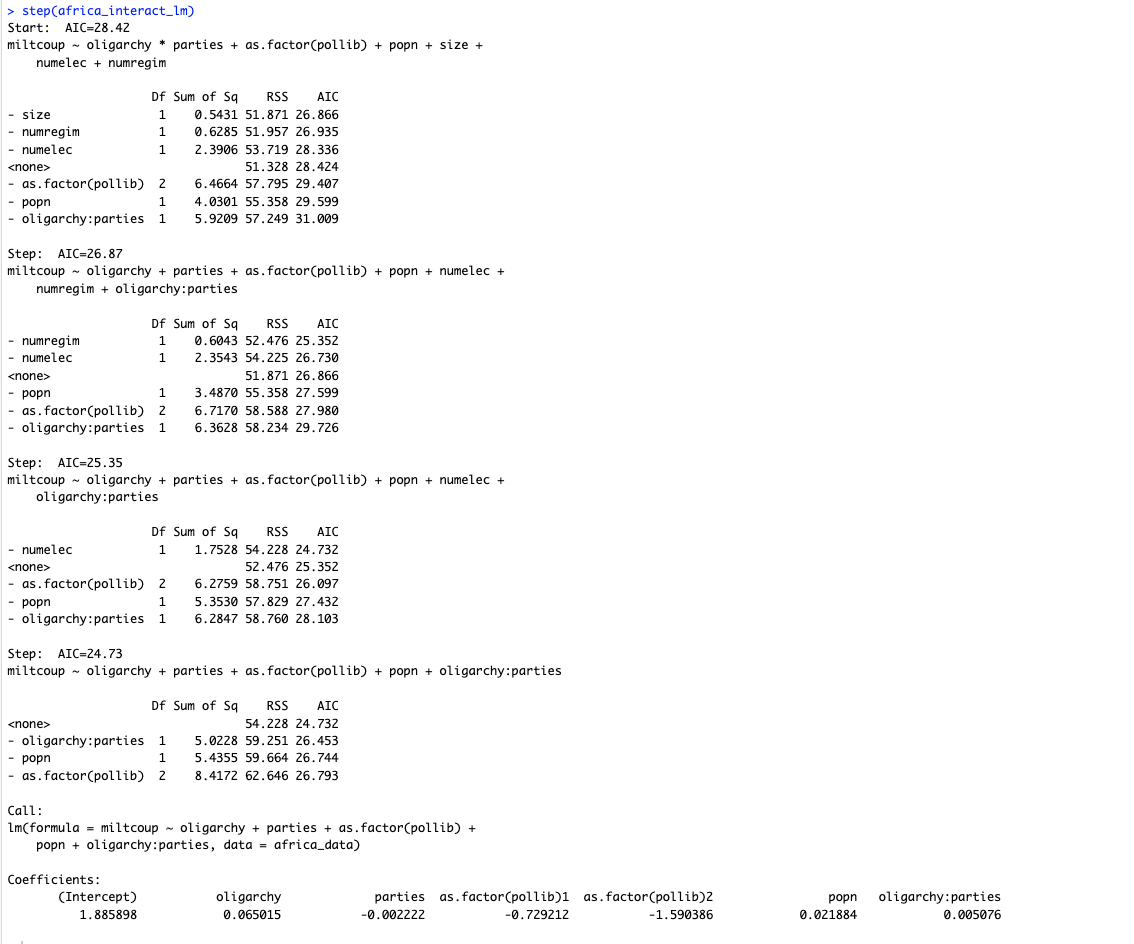 > step(africa_interact_lm)
Start:  AIC=28.42
miltcoup ~ oligarchy * parties + as.factor(pollib) + popn + size +
    numelec + numregim

                    Df Sum of Sq    RSS    AIC
- size               1    0.5431 51.871 26.866
- numregim           1    0.6285 51.957 26.935
- numelec            1    2.3906 53.719 28.336
<none>                           51.328 28.424
- as.factor(pollib)  2    6.4664 57.795 29.407
- popn               1    4.0301 55.358 29.599
- oligarchy:parties  1    5.9209 57.249 31.009

Step:  AIC=26.87
miltcoup ~ oligarchy + parties + as.factor(pollib) + popn + numelec +
    numregim + oligarchy:parties

                    Df Sum of Sq    RSS    AIC
- numregim           1    0.6043 52.476 25.352
- numelec            1    2.3543 54.225 26.730
<none>                           51.871 26.866
- popn               1    3.4870 55.358 27.599
- as.factor(pollib)  2    6.7170 58.588 27.980
- oligarchy:parties  1    6.3628 58.234 29.726

Step:  AIC=25.35
miltcoup ~ oligarchy + parties + as.factor(pollib) + popn + numelec +
    oligarchy:parties

                    Df Sum of Sq    RSS    AIC
- numelec            1    1.7528 54.228 24.732
<none>                           52.476 25.352
- as.factor(pollib)  2    6.2759 58.751 26.097
- popn               1    5.3530 57.829 27.432
- oligarchy:parties  1    6.2847 58.760 28.103

Step:  AIC=24.73
miltcoup ~ oligarchy + parties + as.factor(pollib) + popn + oligarchy:parties

                    Df Sum of Sq    RSS    AIC
<none>                           54.228 24.732
- oligarchy:parties  1    5.0228 59.251 26.453
- popn               1    5.4355 59.664 26.744
- as.factor(pollib)  2    8.4172 62.646 26.793

Call:
lm(formula = miltcoup ~ oligarchy + parties + as.factor(pollib) +
    popn + oligarchy:parties, data = africa_data)

Coefficients:
       (Intercept)           oligarchy             parties  as.factor(pollib)1  as.factor(pollib)2                popn   oligarchy:parties
          1.885898            0.065015           -0.002222           -0.729212           -1.590386            0.021884            0.005076